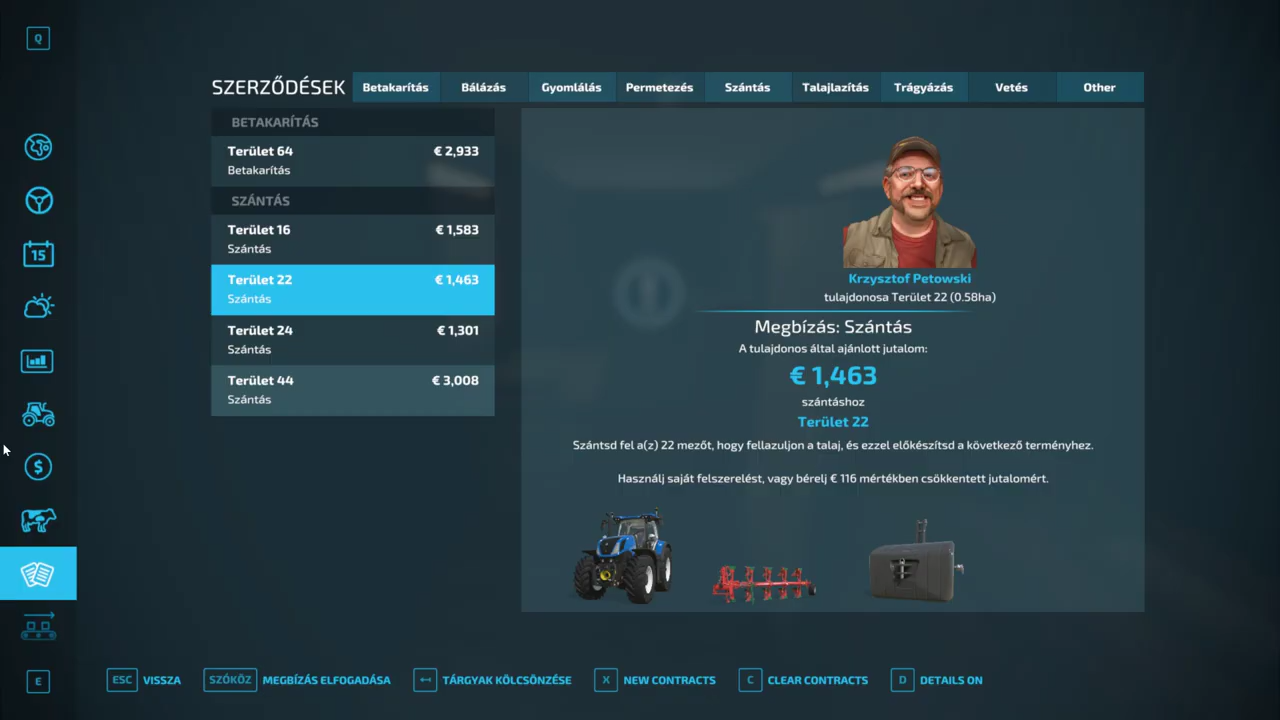 Q
SZERZŐDÉSEK
Betakarítás
Bálázás
Gyomlálás
Permetezés
Szántás
Talajlazítás
Trágyázás
Vetés
Other
BETAKARÍTÁS
Terület 64 € 2,933
Betakarítás
SZÁNTÁS
Terület 16 € 1,583
Szántás
Terület 22 € 1,463
Szántás
Terület 24 € 1,301
Szántás
Terület 44 € 3,008
Szántás
15
Krzysztof Petowski
tulajdonosa Terület 22 (0.58ha)
Megbízás: Szántás
A tulajdonos által ajánlott jutalom:
€ 1,463
szántáshoz
Terület 22
Szántsd fel a(z) 22 mezőt, hogy fellazuljon a talaj, és ezzel előkészítsd a következő terményhez.
Használj saját felszerelést, vagy bérelj € 116 mértékben csökkentett jutalomért.
E
ESC VISSZA
SZÓKÖZ MEGBÍZÁS ELFOGADÁSA
TÁRGYAK KÖLCSÖNZÉSE
X NEW CONTRACTS
C CLEAR CONTRACTS
D DETAILS ON